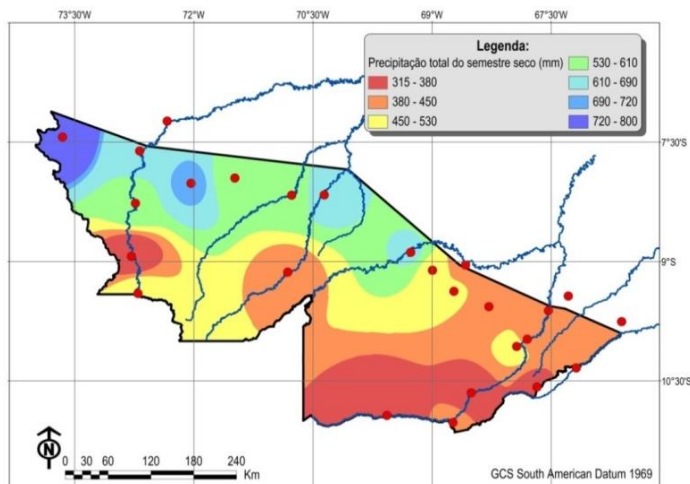 73°30'W 72°W 70°30'W 69°W 67°30'W
Legenda:
Precipitação total do semestre seco (mm)
315 - 380
380 - 450
450 - 530
530 - 610
610 - 690
690 - 720
720 - 800
7°30'S
9°S
10°30'S
N
0 30 60 120 180 240
Km
GCS South American Datum 1969